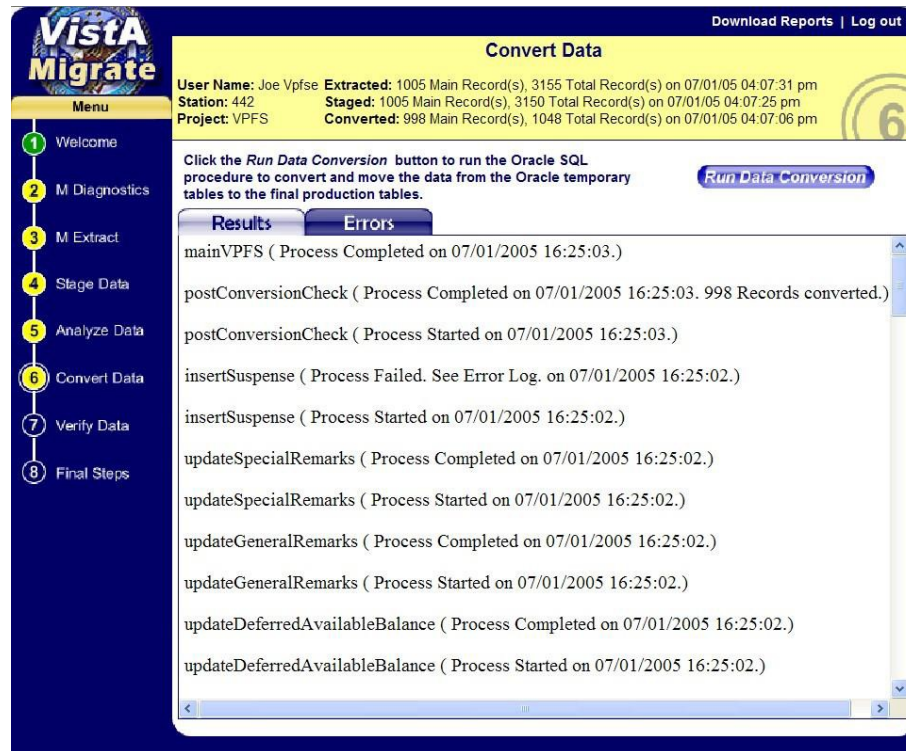 VistA
Migrate
Download Reports | Log out
Convert Data
User Name: Joe Vpfse Extracted: 1005 Main Record(s), 3155 Total Record(s) on 07/01/05 04:07:31 pm
Station: 442 Staged: 1005 Main Record(s), 3150 Total Record(s) on 07/01/05 04:07:25 pm
Project: VPFS Converted: 998 Main Record(s), 1048 Total Record(s) on 07/01/05 04:07:06 pm
6
Menu
1 Welcome
2 M Diagnostics
3 M Extract
4 Stage Data
5 Analyze Data
6 Convert Data
7 Verify Data
8 Final Steps
Click the Run Data Conversion button to run the Oracle SQL
procedure to convert and move the data from the Oracle temporary
tables to the final production tables.
Run Data Conversion
Results Errors
mainVPFS ( Process Completed on 07/01/2005 16:25:03.)
postConversionCheck ( Process Completed on 07/01/2005 16:25:03. 998 Records converted.)
postConversionCheck ( Process Started on 07/01/2005 16:25:03.)
insertSuspense ( Process Failed. See Error Log. on 07/01/2005 16:25:02.)
insertSuspense ( Process Started on 07/01/2005 16:25:02.)
updateSpecialRemarks ( Process Completed on 07/01/2005 16:25:02.)
updateSpecialRemarks ( Process Started on 07/01/2005 16:25:02.)
updateGeneralRemarks ( Process Completed on 07/01/2005 16:25:02.)
updateGeneralRemarks ( Process Started on 07/01/2005 16:25:02.)
updateDeferredAvailableBalance ( Process Completed on 07/01/2005 16:25:02.)
updateDeferredAvailableBalance ( Process Started on 07/01/2005 16:25:02.)